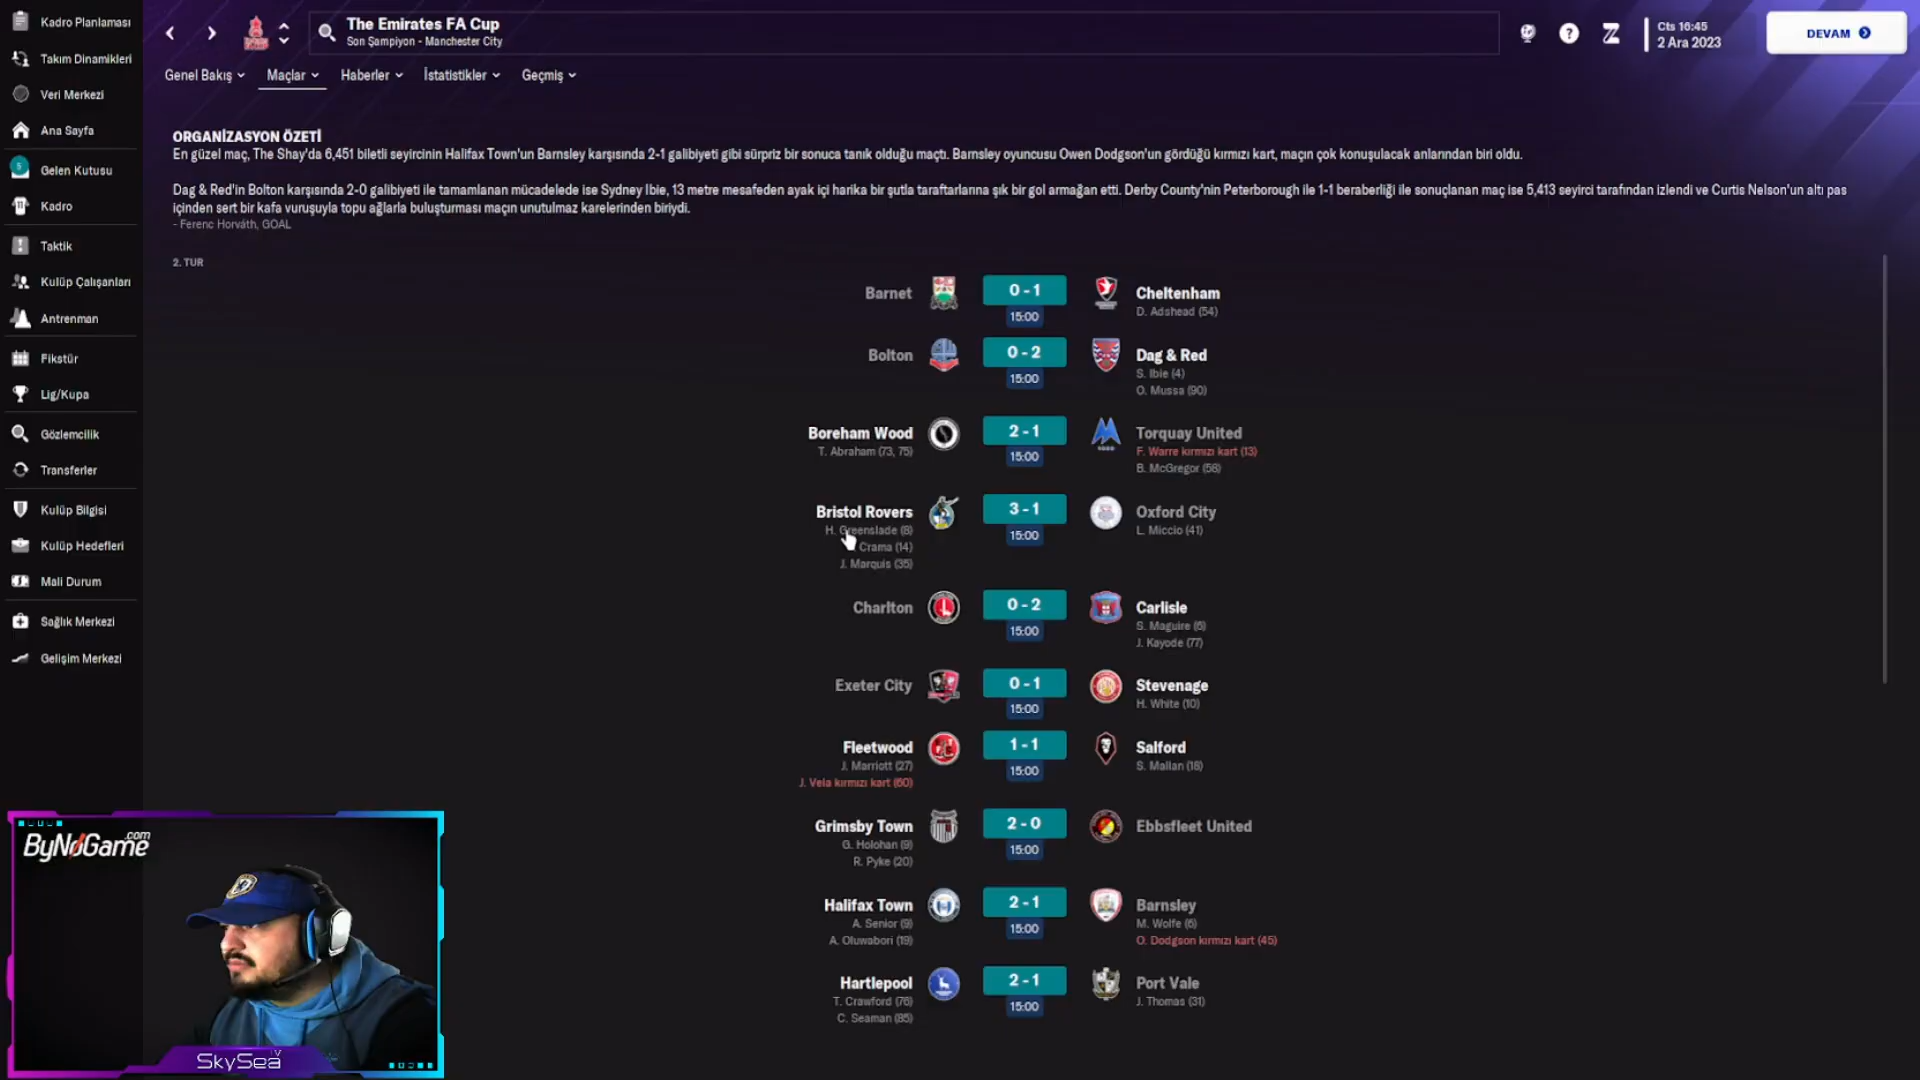 Kadro Planlaması
Takım Dinamikleri
Veri Merkezi
Ana Sayfa
5
Gelen Kutusu
Kadro
Taktik
Kulüp Çalışanları
Antrenman
Fikstür
Lig/Kupa
Gözlemcilik
Transferler
Kulüp Bilgisi
Kulüp Hedefleri
Mali Durum
Sağlık Merkezi
Gelişim Merkezi
The Emirates FA Cup
Son Şampiyon - Manchester City
Cts 16:45
2 Ara 2023
DEVAM
Genel Bakış Maçlar Haberler İstatistikler Geçmiş
ORGANİZASYON ÖZETİ
En güzel maç, The Shay'da 6,451 biletli seyircinin Halifax Town'un Barnsley karşısında 2-1 galibiyeti gibi sürpriz bir sonuca tanık olduğu maçtı. Barnsley oyuncusu Owen Dodgson'un gördüğü kırmızı kart, maçın çok konuşulacak anlarından biri oldu.
Dag & Red'in Bolton karşısında 2-0 galibiyeti ile tamamlanan mücadelede ise Sydney Ibie, 13 metre mesafeden ayak içi harika bir şutla taraftarlarına şık bir gol armağan etti. Derby County'nin Peterborough ile 1-1 beraberliği ile sonuçlanan maç ise 5,413 seyirci tarafından izlendi ve Curtis Nelson'un altı pas
içinden sert bir kafa vuruşuyla topu ağlarla buluşturması maçın unutulmaz karelerinden biriydi.
- Ferenc Horváth, GOAL
2. TUR
Barnet 0 - 1 Cheltenham
15:00 D. Adshead (54)
Bolton 0 - 2 Dag & Red
15:00 S. Ibie (4)
O. Mussa (90)
Boreham Wood 2 - 1 Torquay United
T. Abraham (73, 75) 15:00 F. Warre kırmızı kart (13)
B. McGregor (56)
Bristol Rovers 3 - 1 Oxford City
H. Greenslade (8) 15:00 L. Miccio (41)
Crama (14)
J. Marquis (35)
Charlton 0 - 2 Carlisle
15:00 S. Maguire (6)
J. Kayode (77)
Exeter City 0 - 1 Stevenage
15:00 H. White (10)
Fleetwood 1 - 1 Salford
J. Marriott (27) 15:00 S. Mallan (18)
J. Vela kırmızı kart (60)
Grimsby Town 2 - 0 Ebbsfleet United
G. Holohan (9) 15:00
R. Pyke (20)
Halifax Town 2 - 1 Barnsley
A. Senior (9) 15:00 M. Wolfe (6)
A. Oluwabori (19) O. Dodgson kırmızı kart (45)
Hartlepool 2 - 1 Port Vale
T. Crawford (76) 15:00 J. Thomas (31)
C. Seaman (85)
ByNoGame.com
SkySea TV